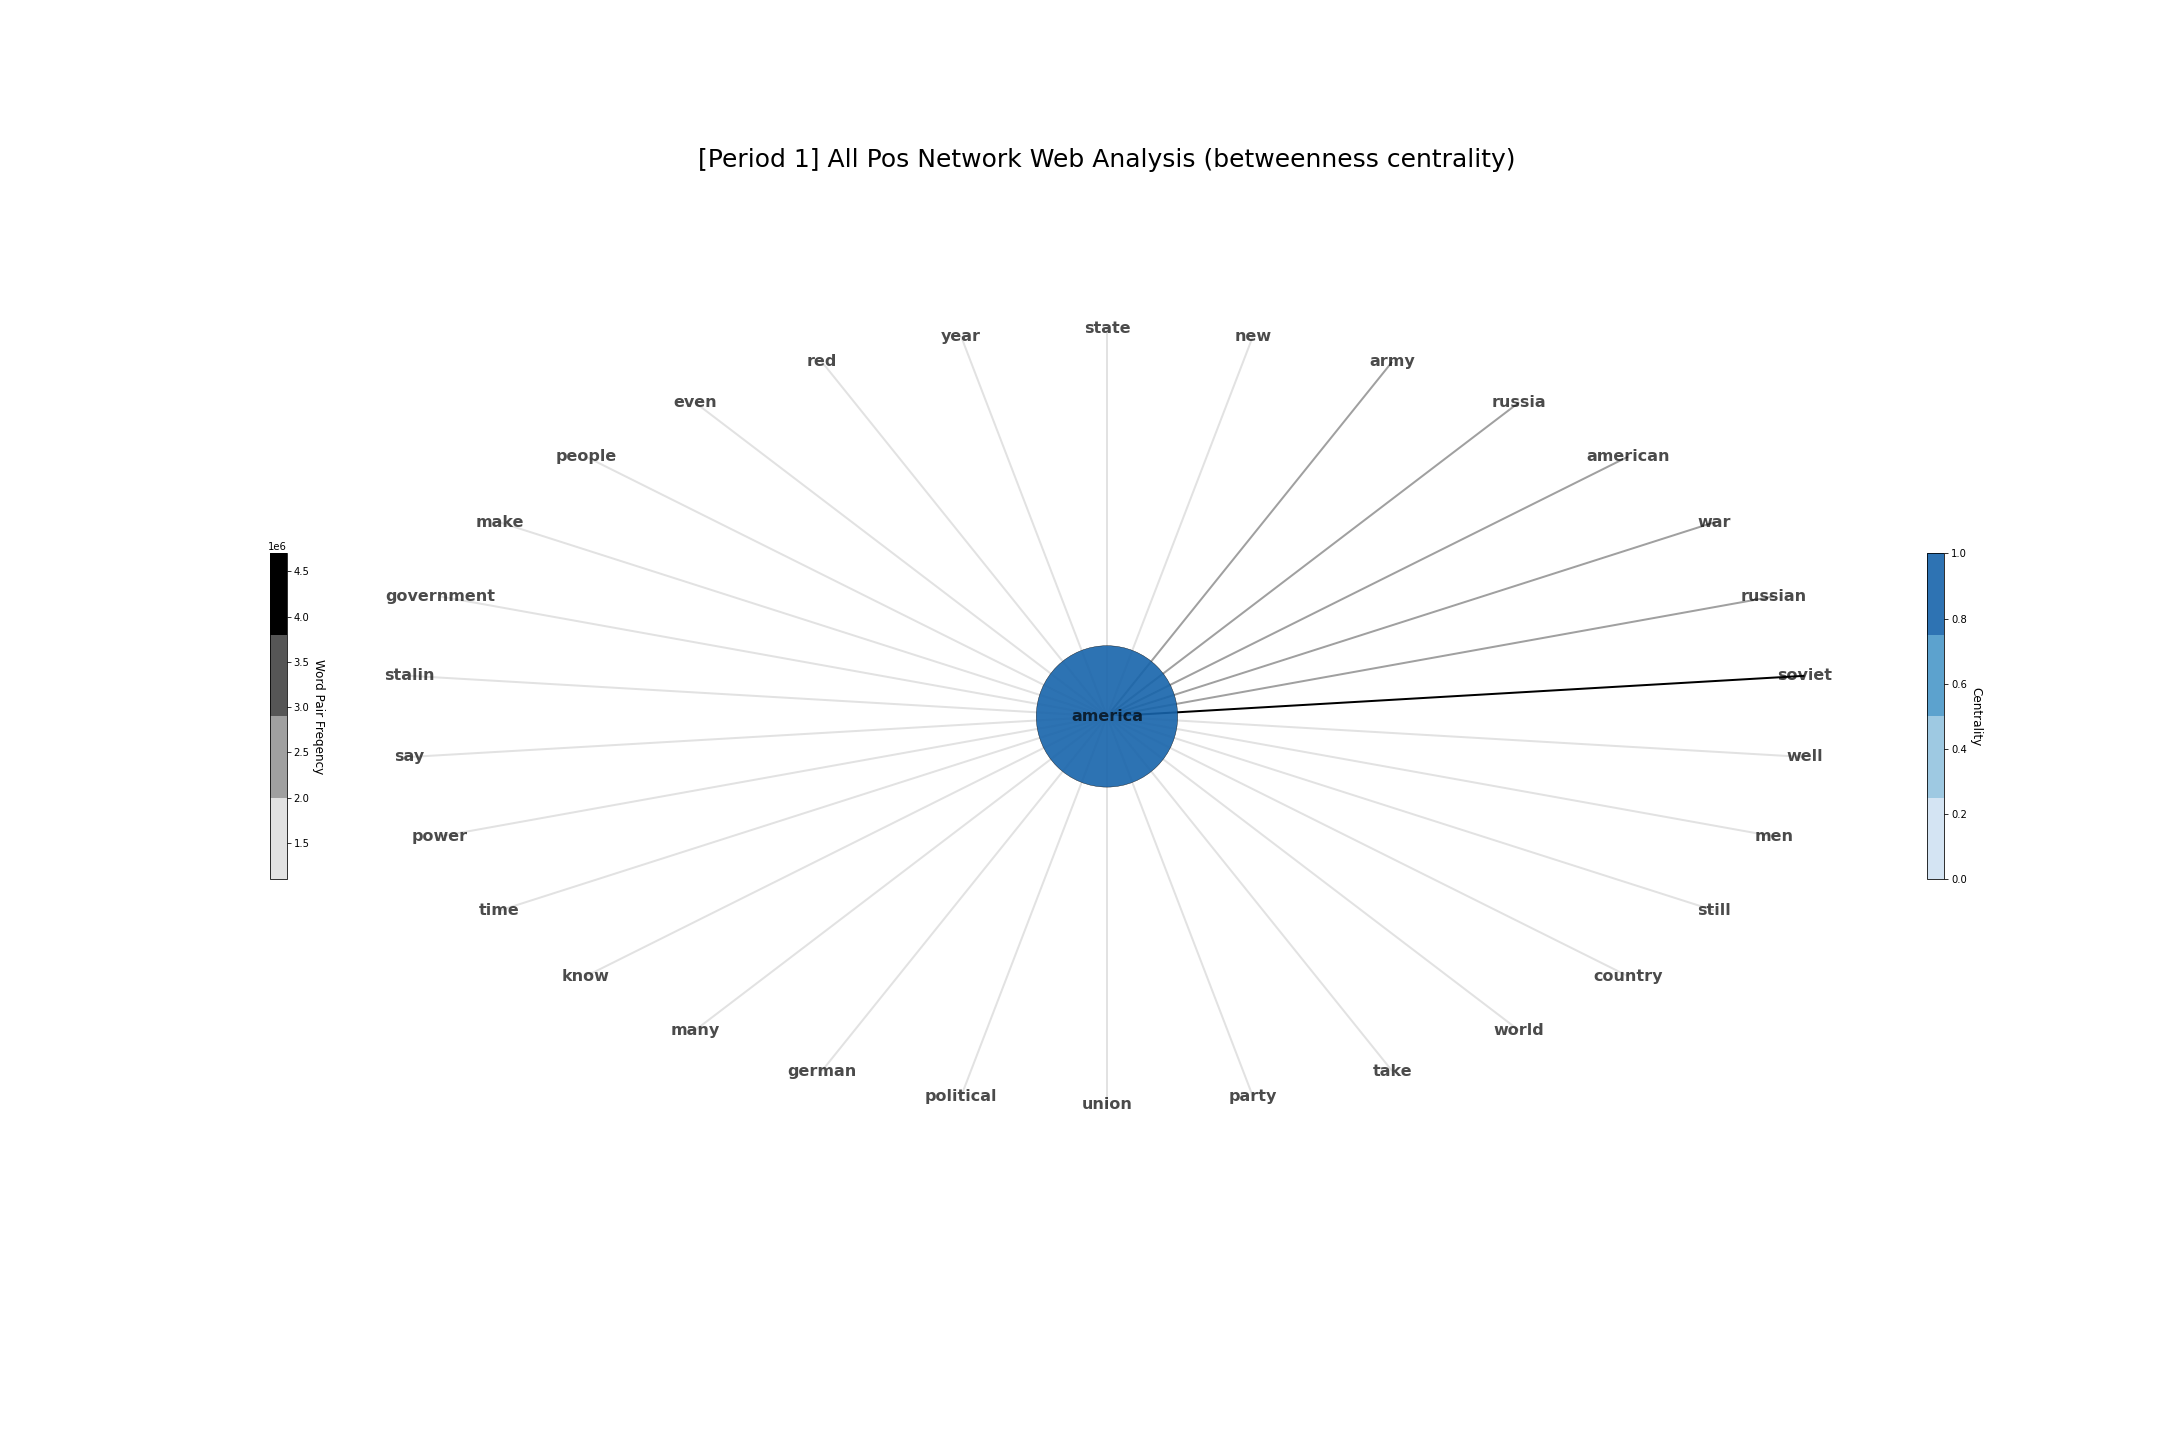 [Period 1] All Pos Network Web Analysis (betweenness centrality)
state
year
new
red
army
even
russia
people
american
make
war
government
russian
stalin
soviet
america
say
well
power
men
time
still
know
country
many
world
german
take
political
party
union
1e6
4.5
4.0
3.5
3.0
2.5
2.0
1.5
Word Pair Freqency
1.0
0.8
0.6
0.4
0.2
0.0
Centrality